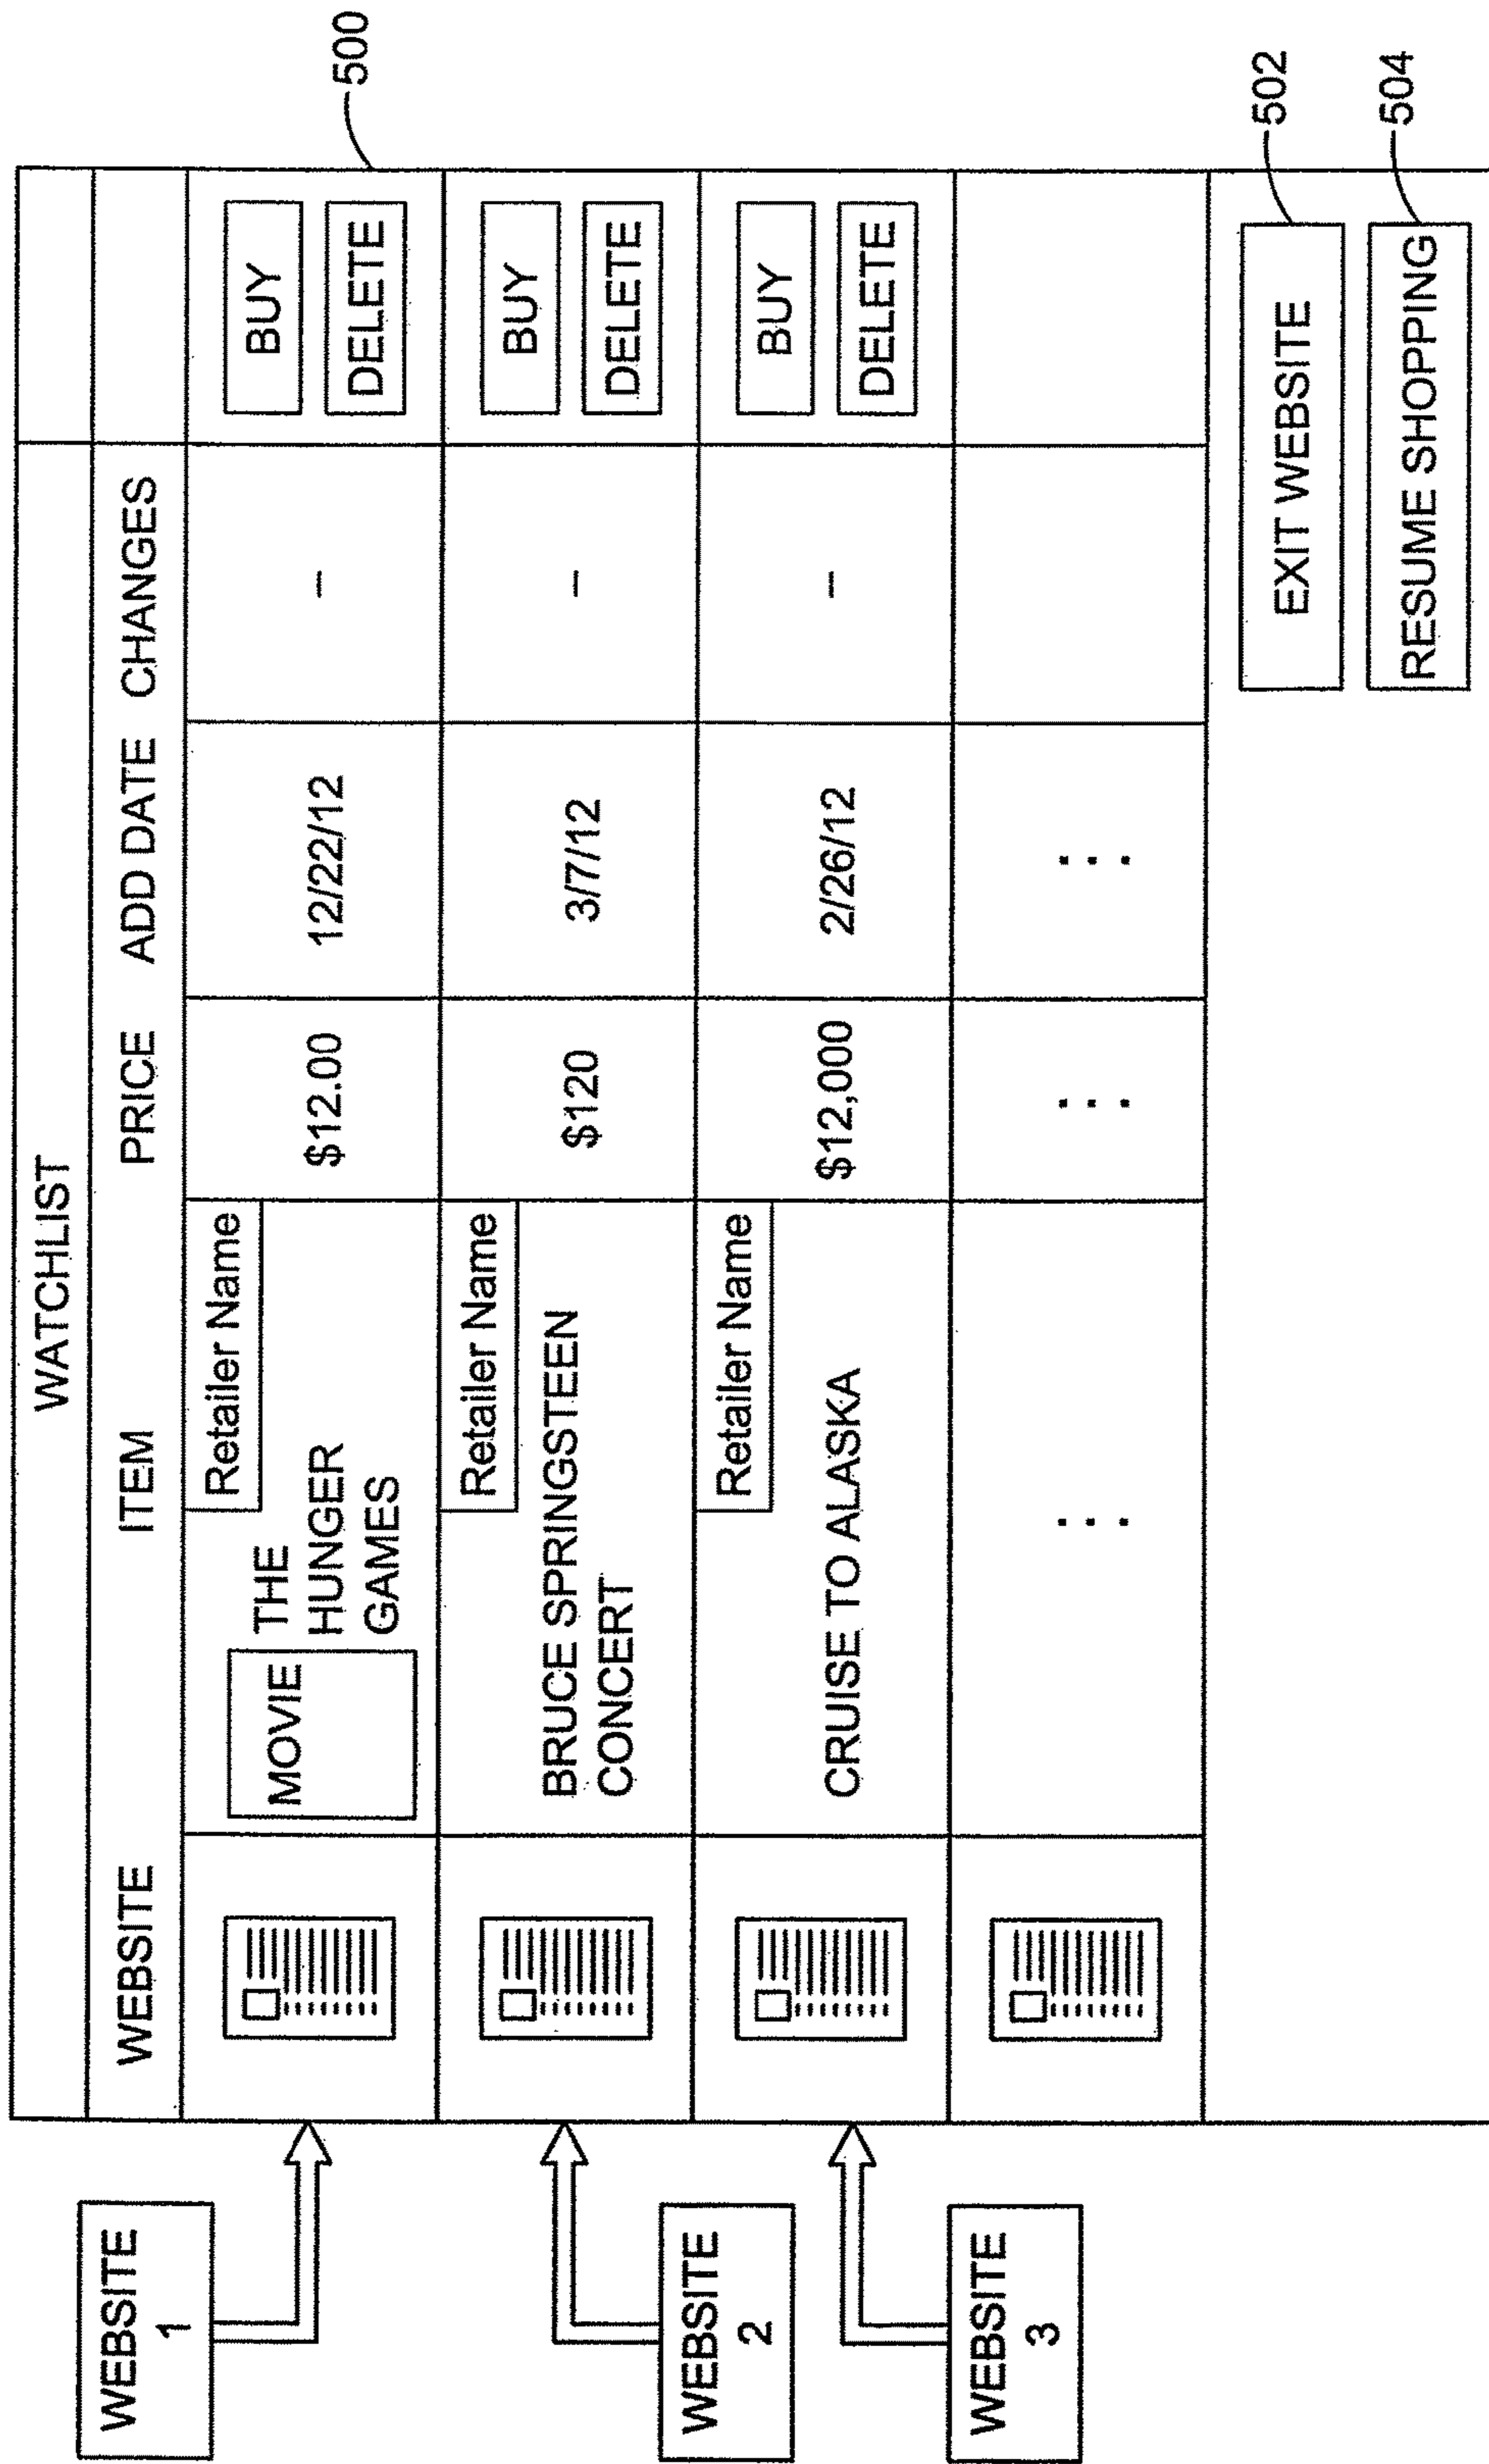 WATCHLIST
WEBSITE ITEM PRICE ADD DATE CHANGES
500
WEBSITE
1
MOVIE
THE
HUNGER
GAMES
Retailer Name
$12.00
12/22/12
–
BUY
DELETE
WEBSITE
2
BRUCE SPRINGSTEEN
CONCERT
Retailer Name
$120
3/7/12
–
BUY
DELETE
WEBSITE
3
CRUISE TO ALASKA
Retailer Name
$12,000
2/26/12
–
BUY
DELETE
... ... ...
EXIT WEBSITE
502
RESUME SHOPPING
504